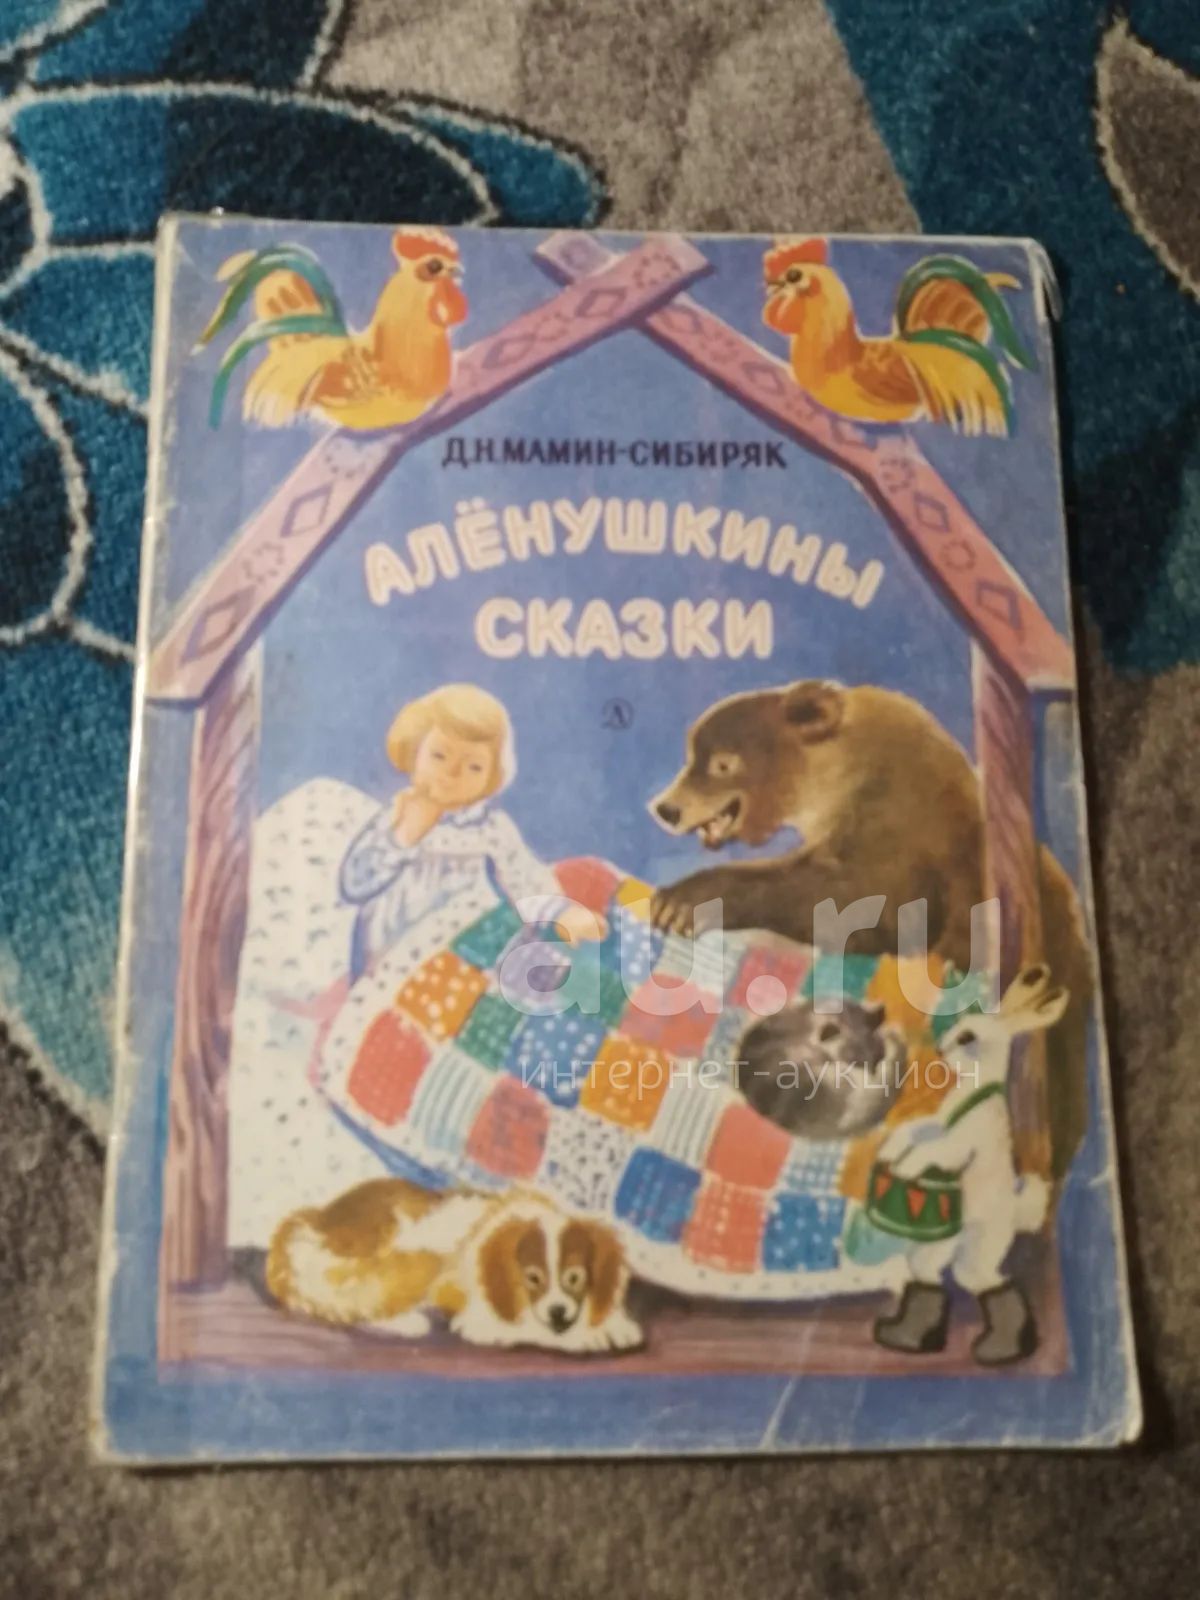 Д.Н.МАМИН-СИБИРЯК
АЛЁНУШКИНЫ
СКАЗКИ
au.ru
интернет-аукцион